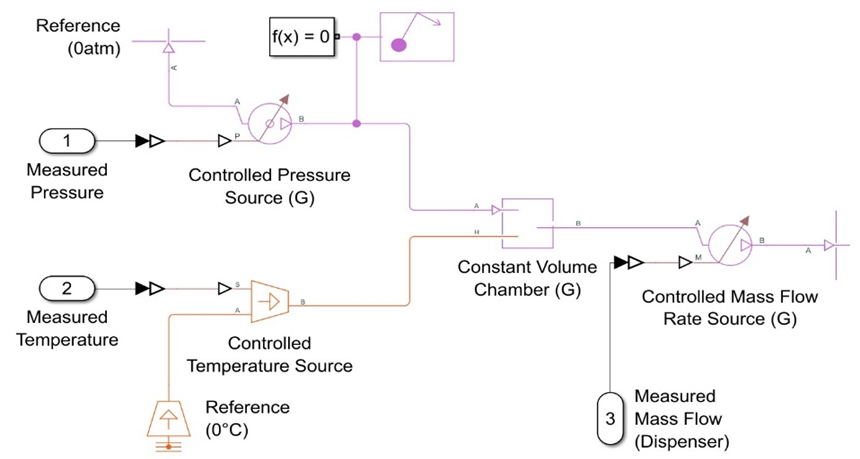 Reference
(0atm)
f(x) = 0
A
A
B
1
P
Measured
Pressure
Controlled Pressure
Source (G)
A
H
B
A
B
A
M
Constant Volume
Chamber (G)
Controlled Mass Flow
Rate Source (G)
2
S
A
B
Measured
Temperature
Controlled
Temperature Source
Reference
(0°C)
3
Measured
Mass Flow
(Dispenser)